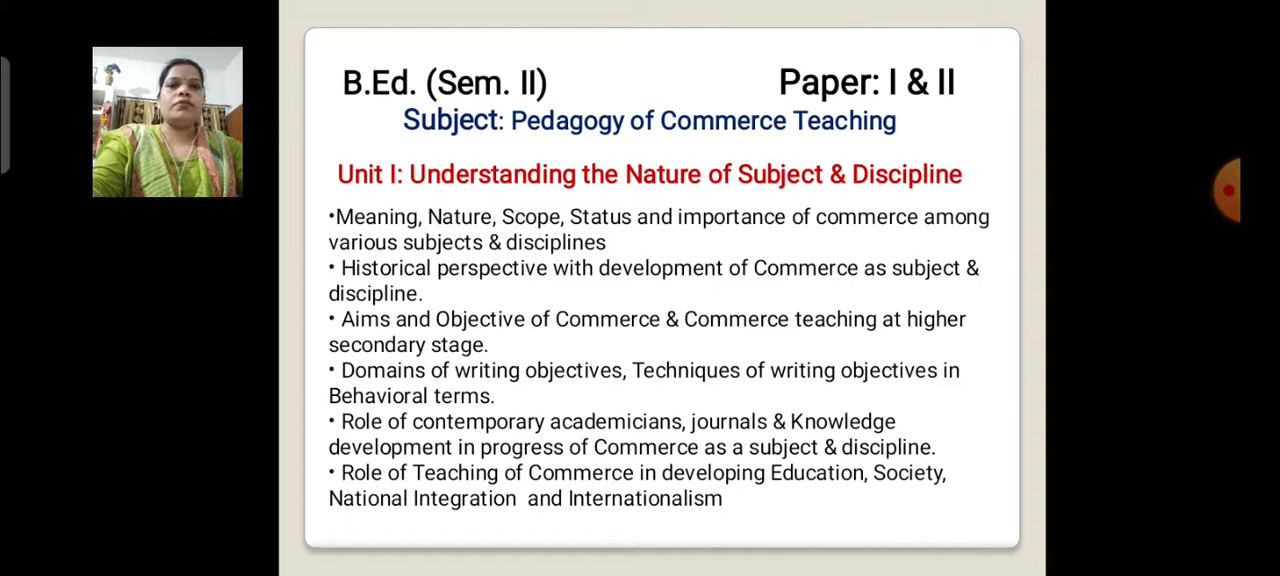 B.Ed. (Sem. II) Paper: I & II
Subject: Pedagogy of Commerce Teaching
Unit I: Understanding the Nature of Subject & Discipline
•Meaning, Nature, Scope, Status and importance of commerce among
various subjects & disciplines
• Historical perspective with development of Commerce as subject &
discipline.
• Aims and Objective of Commerce & Commerce teaching at higher
secondary stage.
• Domains of writing objectives, Techniques of writing objectives in
Behavioral terms.
• Role of contemporary academicians, journals & Knowledge
development in progress of Commerce as a subject & discipline.
• Role of Teaching of Commerce in developing Education, Society,
National Integration and Internationalism